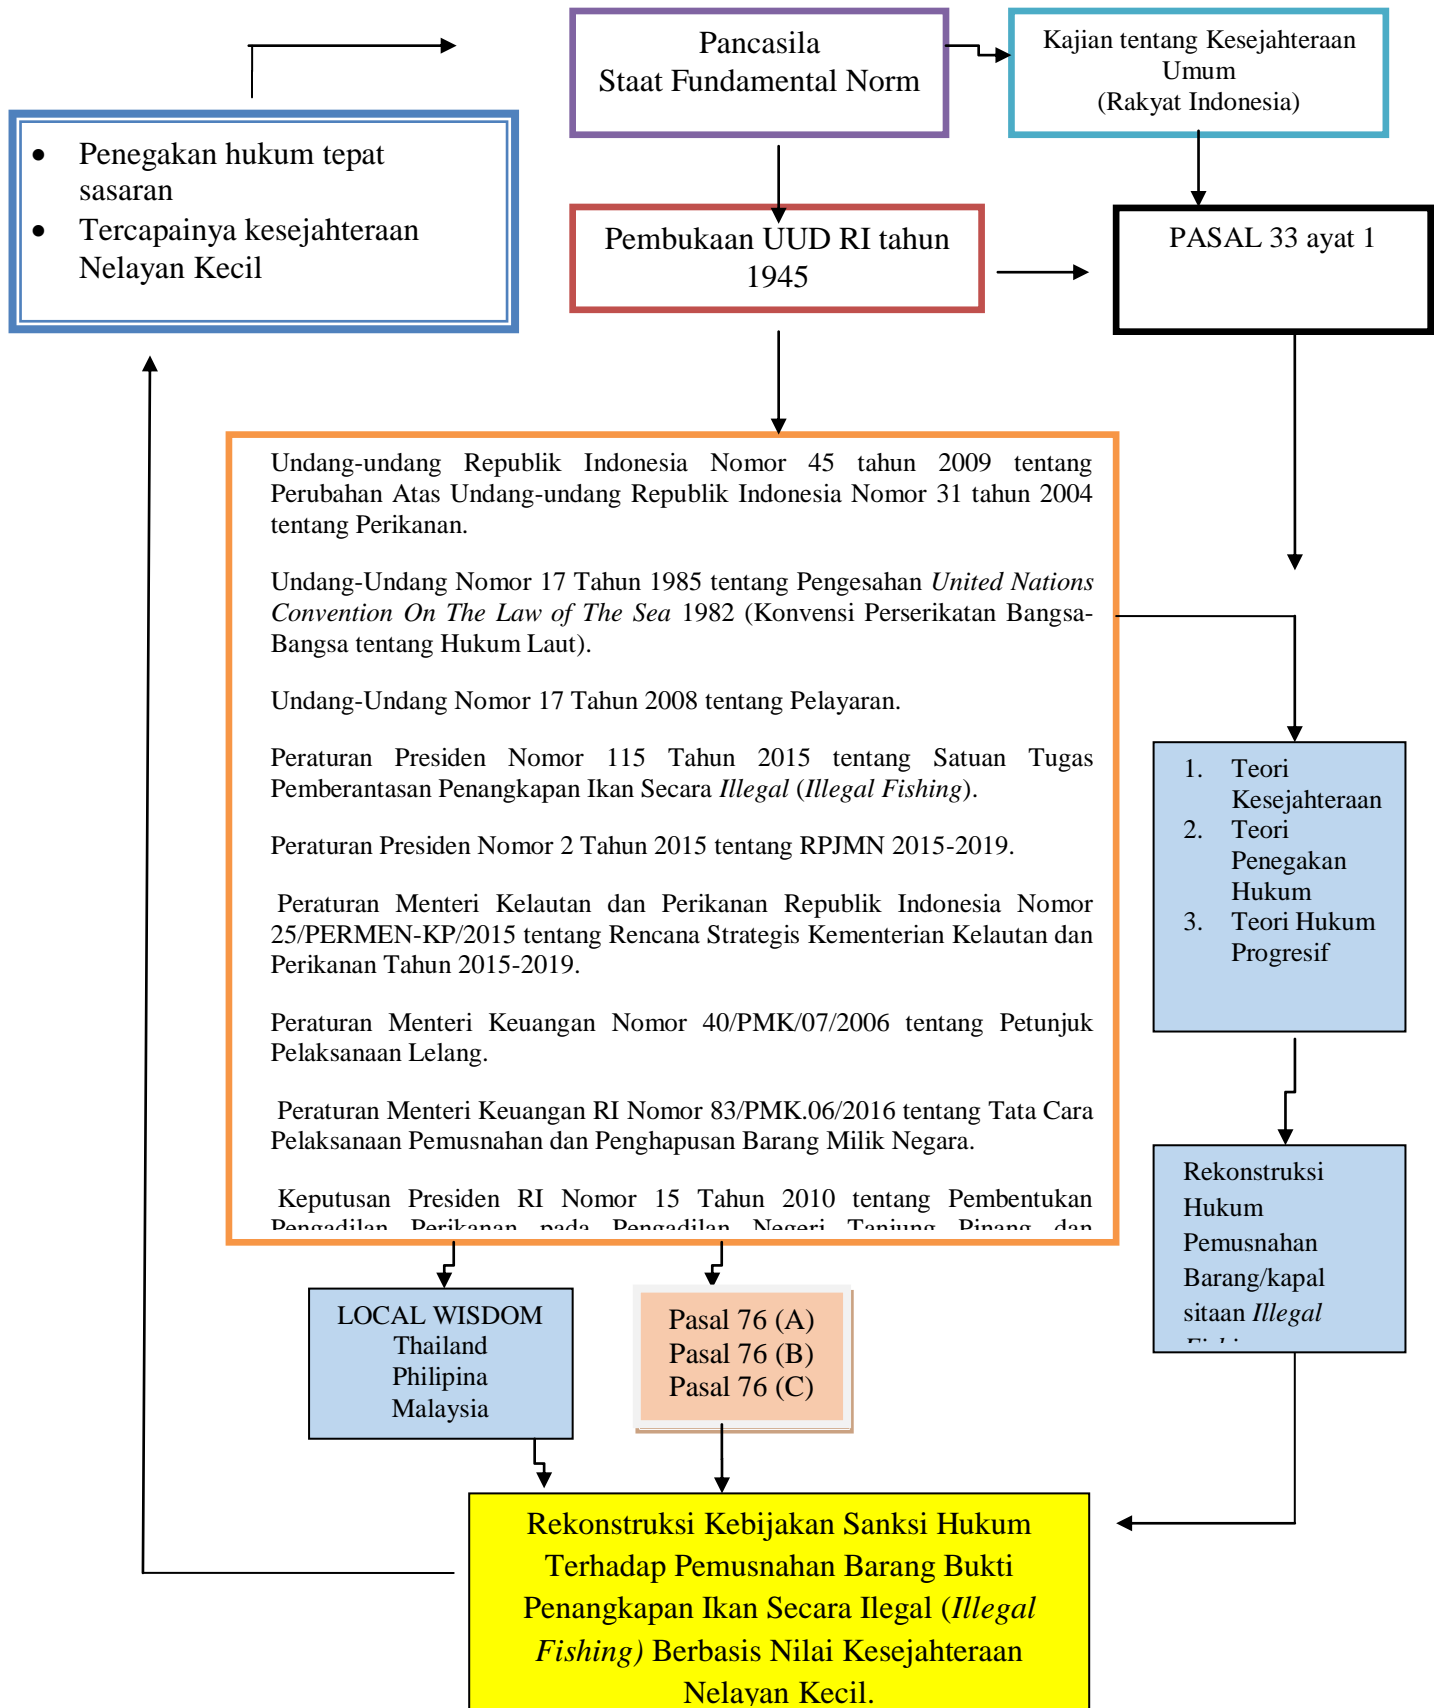 Pancasila
Staat Fundamental Norm
Kajian tentang Kesejahteraan
Umum
(Rakyat Indonesia)
• Penegakan hukum tepat
sasaran
• Tercapainya kesejahteraan
Nelayan Kecil
Pembukaan UUD RI tahun
1945
PASAL 33 ayat 1
Undang-undang Republik Indonesia Nomor 45 tahun 2009 tentang
Perubahan Atas Undang-undang Republik Indonesia Nomor 31 tahun 2004
tentang Perikanan.
Undang-Undang Nomor 17 Tahun 1985 tentang Pengesahan United Nations
Convention On The Law of The Sea 1982 (Konvensi Perserikatan Bangsa-
Bangsa tentang Hukum Laut).
Undang-Undang Nomor 17 Tahun 2008 tentang Pelayaran.
Peraturan Presiden Nomor 115 Tahun 2015 tentang Satuan Tugas
Pemberantasan Penangkapan Ikan Secara Illegal (Illegal Fishing).
Peraturan Presiden Nomor 2 Tahun 2015 tentang RPJMN 2015-2019.
Peraturan Menteri Kelautan dan Perikanan Republik Indonesia Nomor
25/PERMEN-KP/2015 tentang Rencana Strategis Kementerian Kelautan dan
Perikanan Tahun 2015-2019.
Peraturan Menteri Keuangan Nomor 40/PMK/07/2006 tentang Petunjuk
Pelaksanaan Lelang.
Peraturan Menteri Keuangan RI Nomor 83/PMK.06/2016 tentang Tata Cara
Pelaksanaan Pemusnahan dan Penghapusan Barang Milik Negara.
Keputusan Presiden RI Nomor 15 Tahun 2010 tentang Pembentukan
Pengadilan Perikanan pada Pengadilan Negeri Tanjung Pinang dan
1. Teori
Kesejahteraan
2. Teori
Penegakan
Hukum
3. Teori Hukum
Progresif
Rekonstruksi
Hukum
Pemusnahan
Barang/kapal
sitaan Illegal
LOCAL WISDOM
Thailand
Philipina
Malaysia
Pasal 76 (A)
Pasal 76 (B)
Pasal 76 (C)
Rekonstruksi Kebijakan Sanksi Hukum
Terhadap Pemusnahan Barang Bukti
Penangkapan Ikan Secara Ilegal (Illegal
Fishing) Berbasis Nilai Kesejahteraan
Nelayan Kecil.